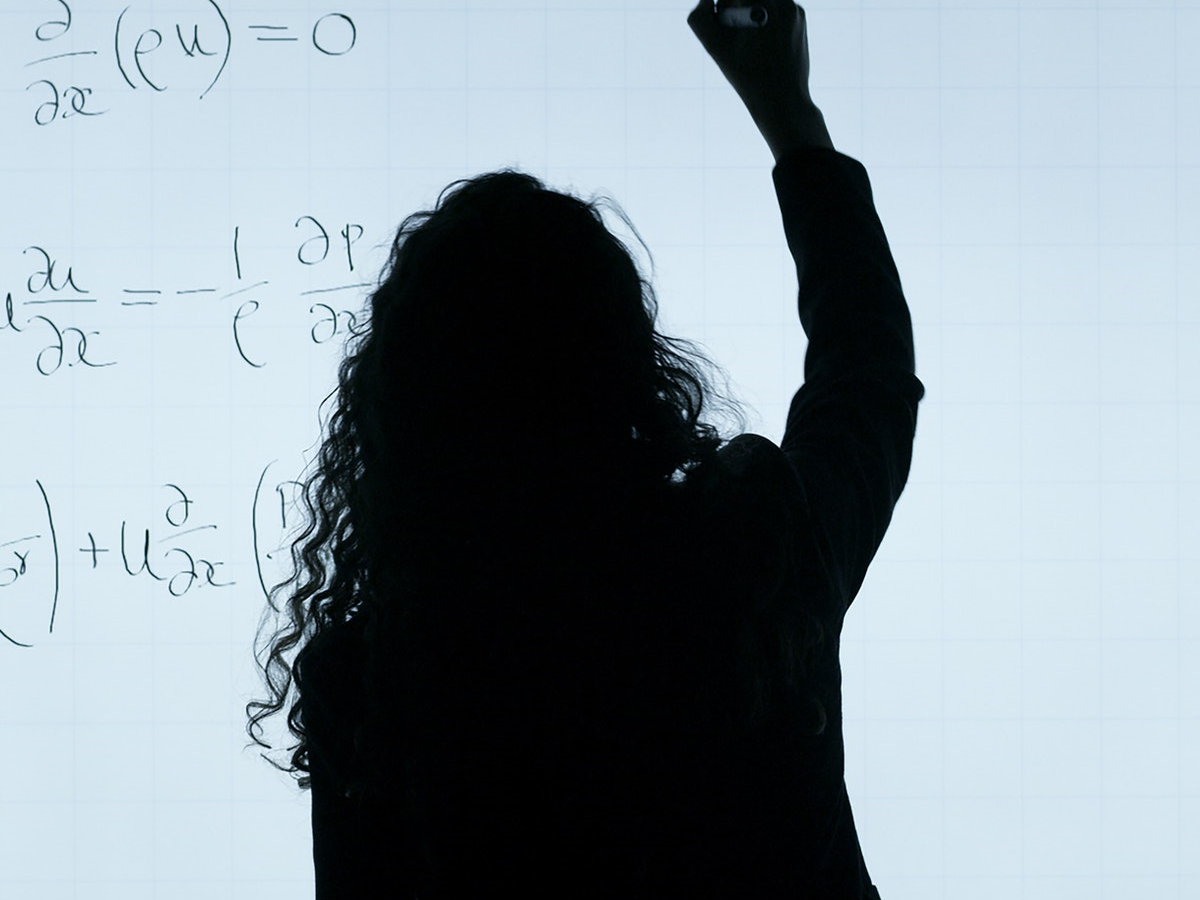 ∂/∂x (ρu) = 0
∂u/∂x = - 1/ρ ∂p/∂x
) + u ∂/∂x (